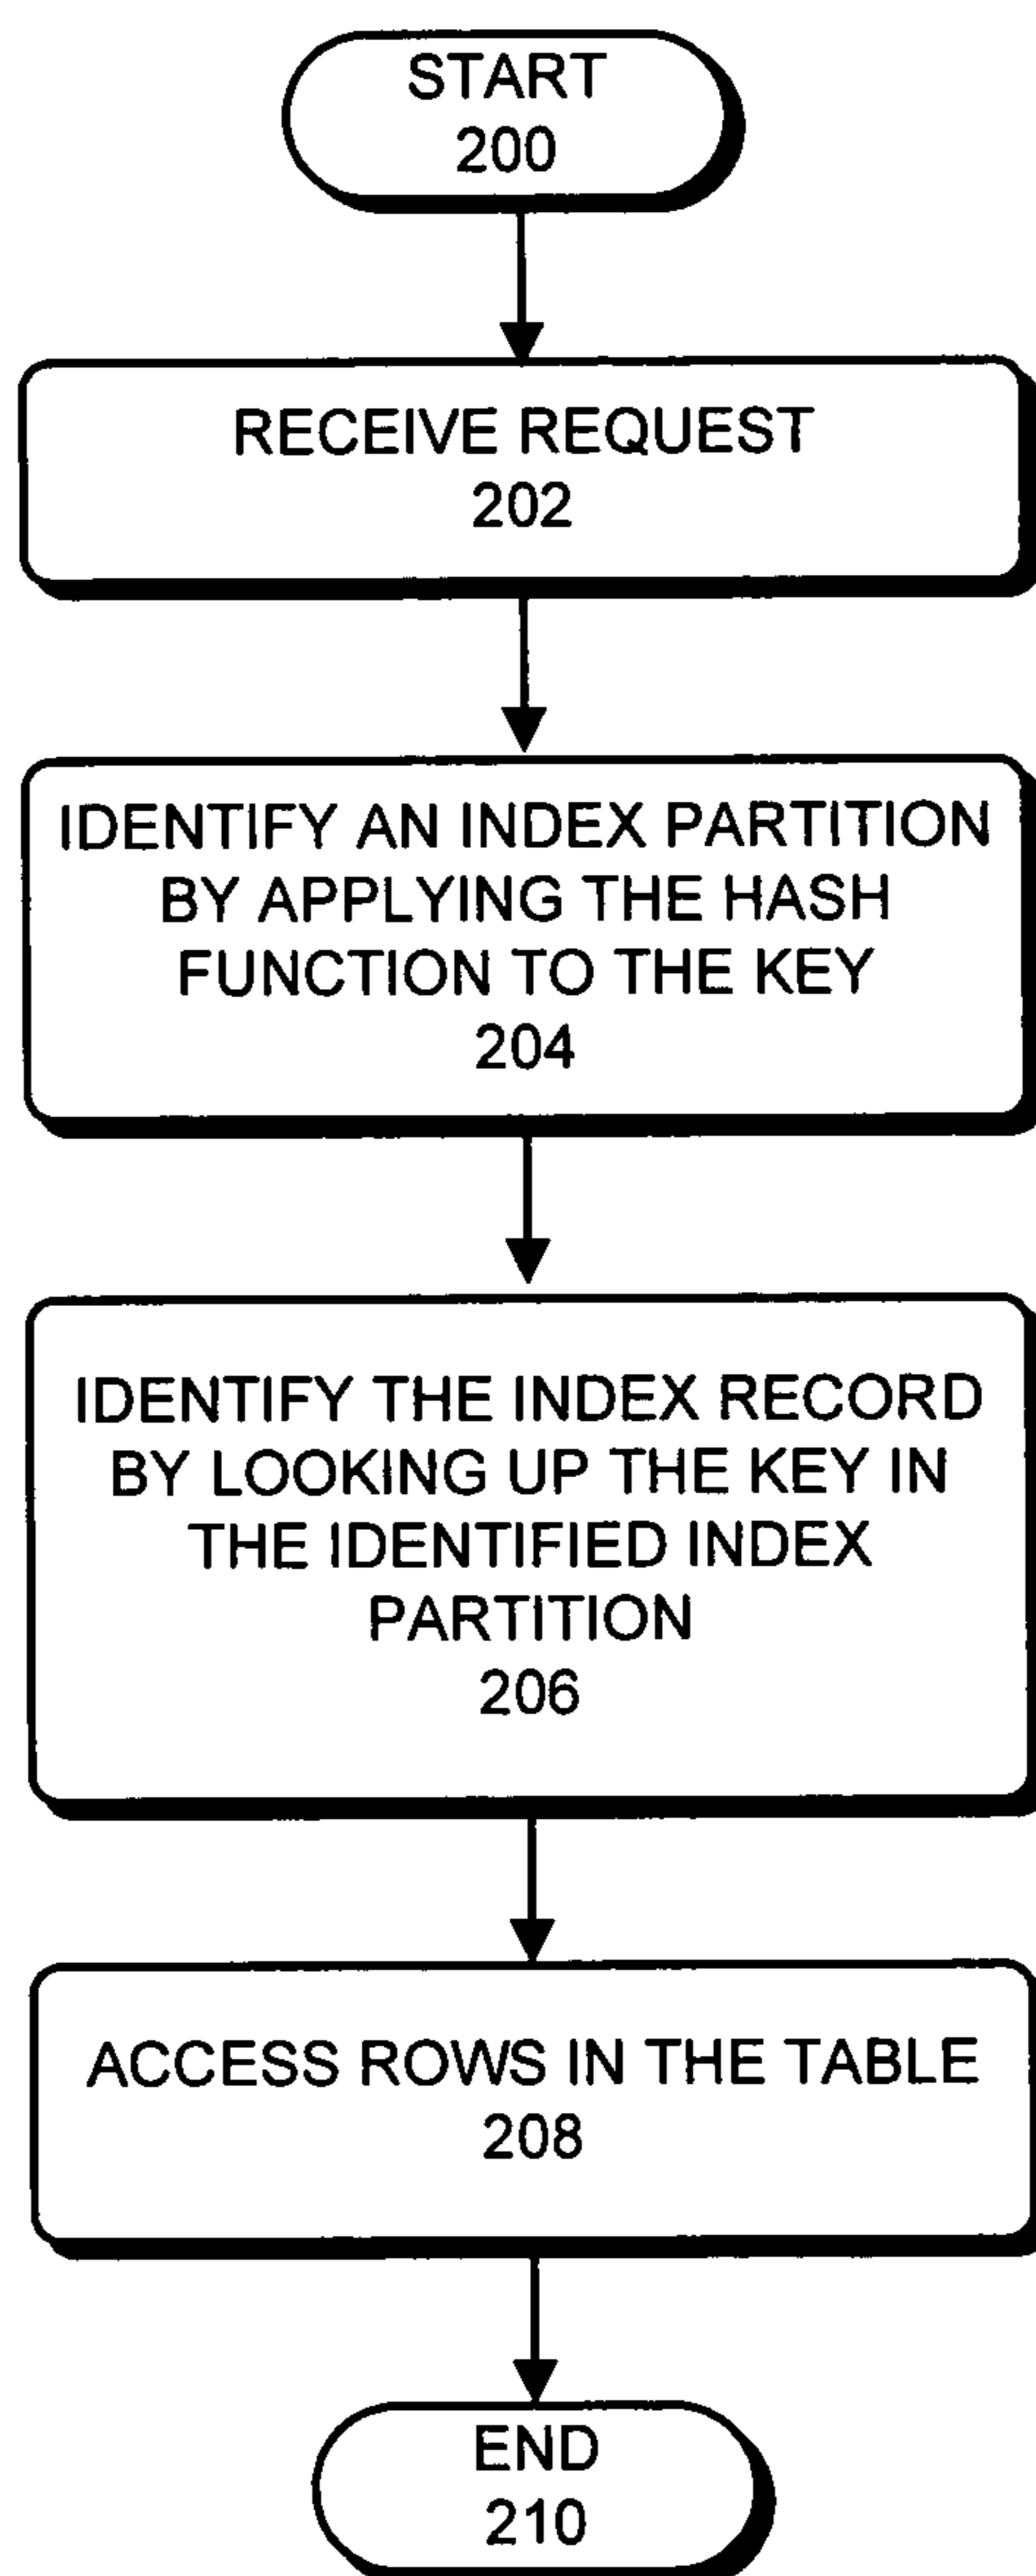 START
200
RECEIVE REQUEST
202
IDENTIFY AN INDEX PARTITION
BY APPLYING THE HASH
FUNCTION TO THE KEY
204
IDENTIFY THE INDEX RECORD
BY LOOKING UP THE KEY IN
THE IDENTIFIED INDEX
PARTITION
206
ACCESS ROWS IN THE TABLE
208
END
210